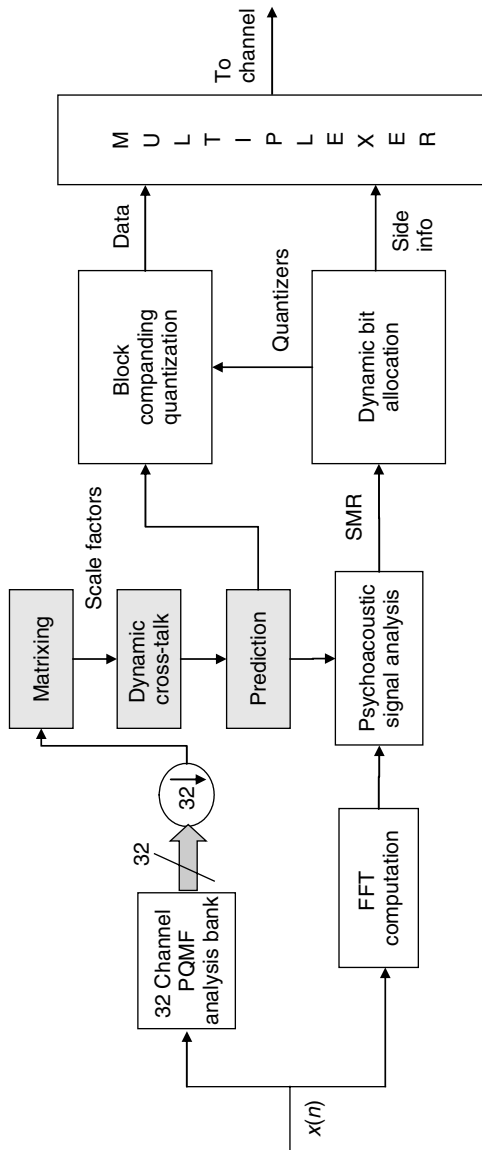 x(n)
32 Channel
PQMF
analysis bank
32
32
Matrixing
Scale factors
Dynamic
cross-talk
Prediction
FFT
computation
Psychoacoustic
signal analysis
SMR
Block
companding
quantization
Quantizers
Dynamic bit
allocation
Data
Side
info
M U L T I P L E X E R
To
channel